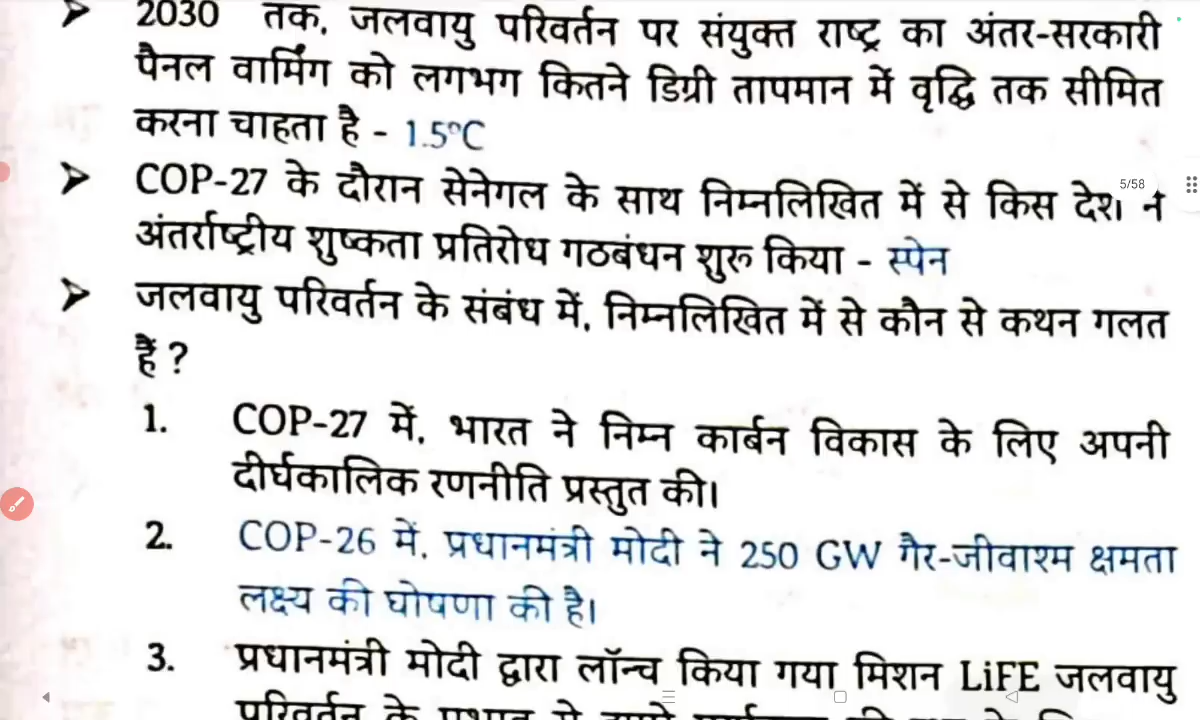 ➤ 2030 तक, जलवायु परिवर्तन पर संयुक्त राष्ट्र का अंतर-सरकारी
पैनल वार्मिंग को लगभग कितने डिग्री तापमान में वृद्धि तक सीमित
करना चाहता है - 1.5°C
➤ COP-27 के दौरान सेनेगल के साथ निम्नलिखित में से किस देश ने
5/58
अंतर्राष्ट्रीय शुष्कता प्रतिरोध गठबंधन शुरू किया - स्पेन
➤ जलवायु परिवर्तन के संबंध में, निम्नलिखित में से कौन से कथन गलत
हैं ?
1. COP-27 में, भारत ने निम्न कार्बन विकास के लिए अपनी
दीर्घकालिक रणनीति प्रस्तुत की।
2. COP-26 में, प्रधानमंत्री मोदी ने 250 GW गैर-जीवाश्म क्षमता
लक्ष्य की घोषणा की है।
3. प्रधानमंत्री मोदी द्वारा लॉन्च किया गया मिशन LiFE जलवायु
परिवर्तन के